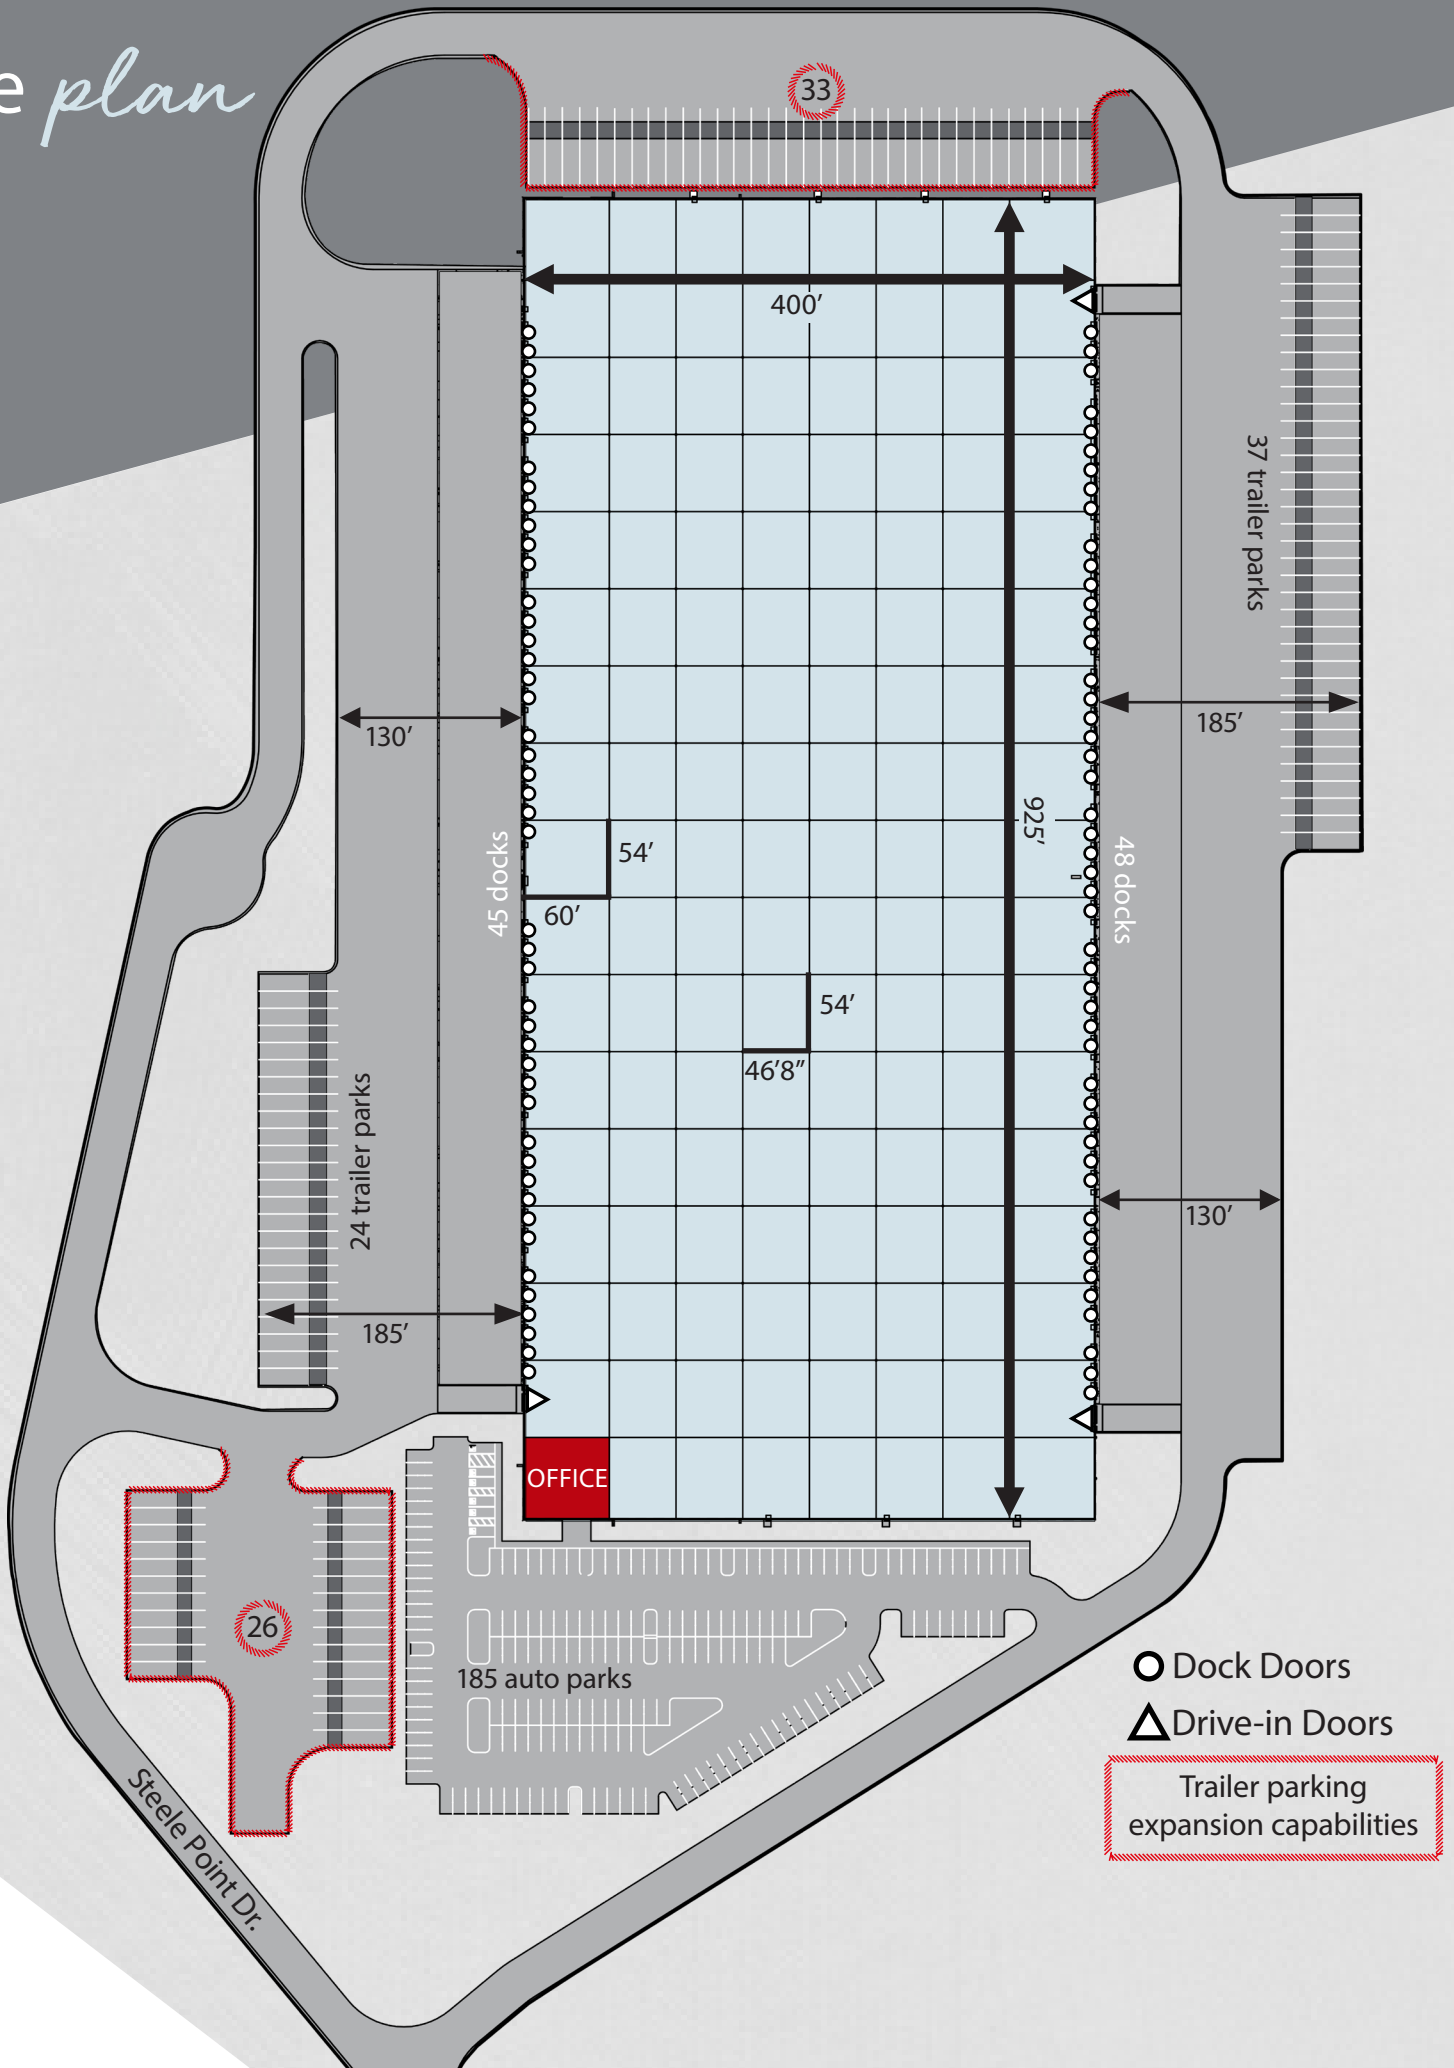 e plan
33
400’
37 trailer parks
130’
185’
925’
45 docks
54’
48 docks
60’
54’
46’8”
24 trailer parks
130’
185’
OFFICE
26
185 auto parks
Dock Doors
Drive-in Doors
Trailer parking
expansion capabilities
Steele Point Dr.